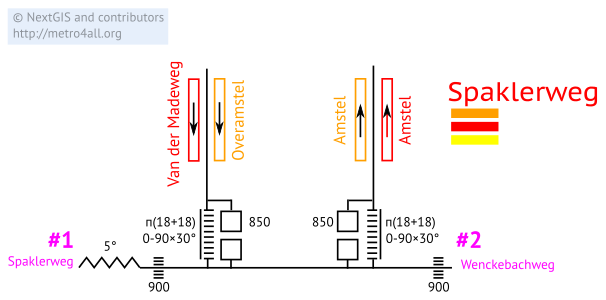 © NextGIS and contributors
http://metro4all.org
Van der Madeweg
Overamstel
Amstel
Amstel
Spaklerweg
п(18+18)
0-90×30°
850
850
п(18+18)
0-90×30°
#1
Spaklerweg
5°
900
900
#2
Wenckebachweg